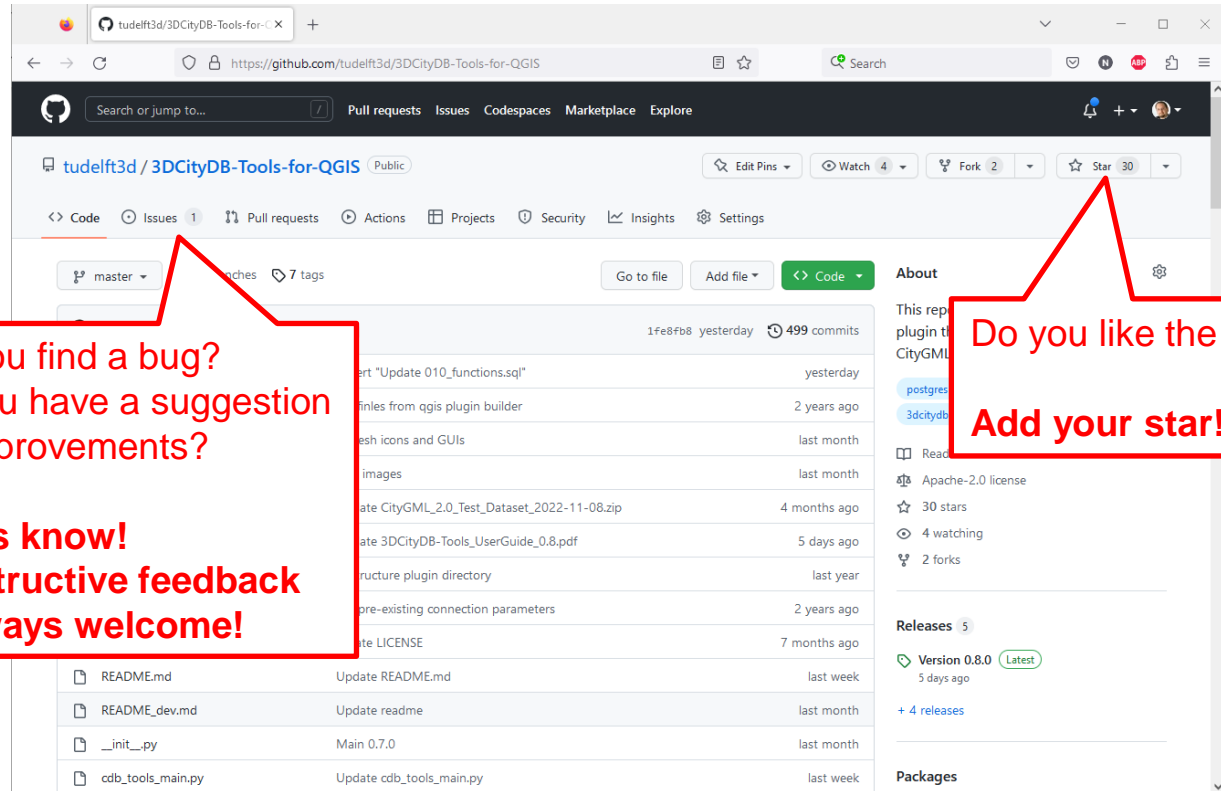 tudelft3d/3DCityDB-Tools-for-
https://github.com/tudelft3d/3DCityDB-Tools-for-QGIS
Search
N
ABP
Search or jump to... / Pull requests Issues Codespaces Marketplace Explore
tudelft3d / 3DCityDB-Tools-for-QGIS Public
Edit Pins Watch 4 Fork 2 Star 30
<> Code Issues 1 Pull requests Actions Projects Security Insights Settings
master nches 7 tags Go to file Add file <> Code
1fe8fb8 yesterday 499 commits
ou find a bug?
u have a suggestion
provements?
s know!
tructive feedback
ways welcome!
ert "Update 010_functions.sql" yesterday
finles from qgis plugin builder 2 years ago
esh icons and GUIs last month
images last month
ate CityGML_2.0_Test_Dataset_2022-11-08.zip 4 months ago
ate 3DCityDB-Tools_UserGuide_0.8.pdf 5 days ago
ructure plugin directory last year
pre-existing connection parameters 2 years ago
te LICENSE 7 months ago
README.md Update README.md last week
README_dev.md Update readme last month
__init__.py Main 0.7.0 last month
cdb_tools_main.py Update cdb_tools_main.py last week
About
This rep
plugin th
CityGML
postgres
3dcitydb
Do you like the
Add your star!
Read
Apache-2.0 license
30 stars
4 watching
2 forks
Releases 5
Version 0.8.0 Latest
5 days ago
+ 4 releases
Packages